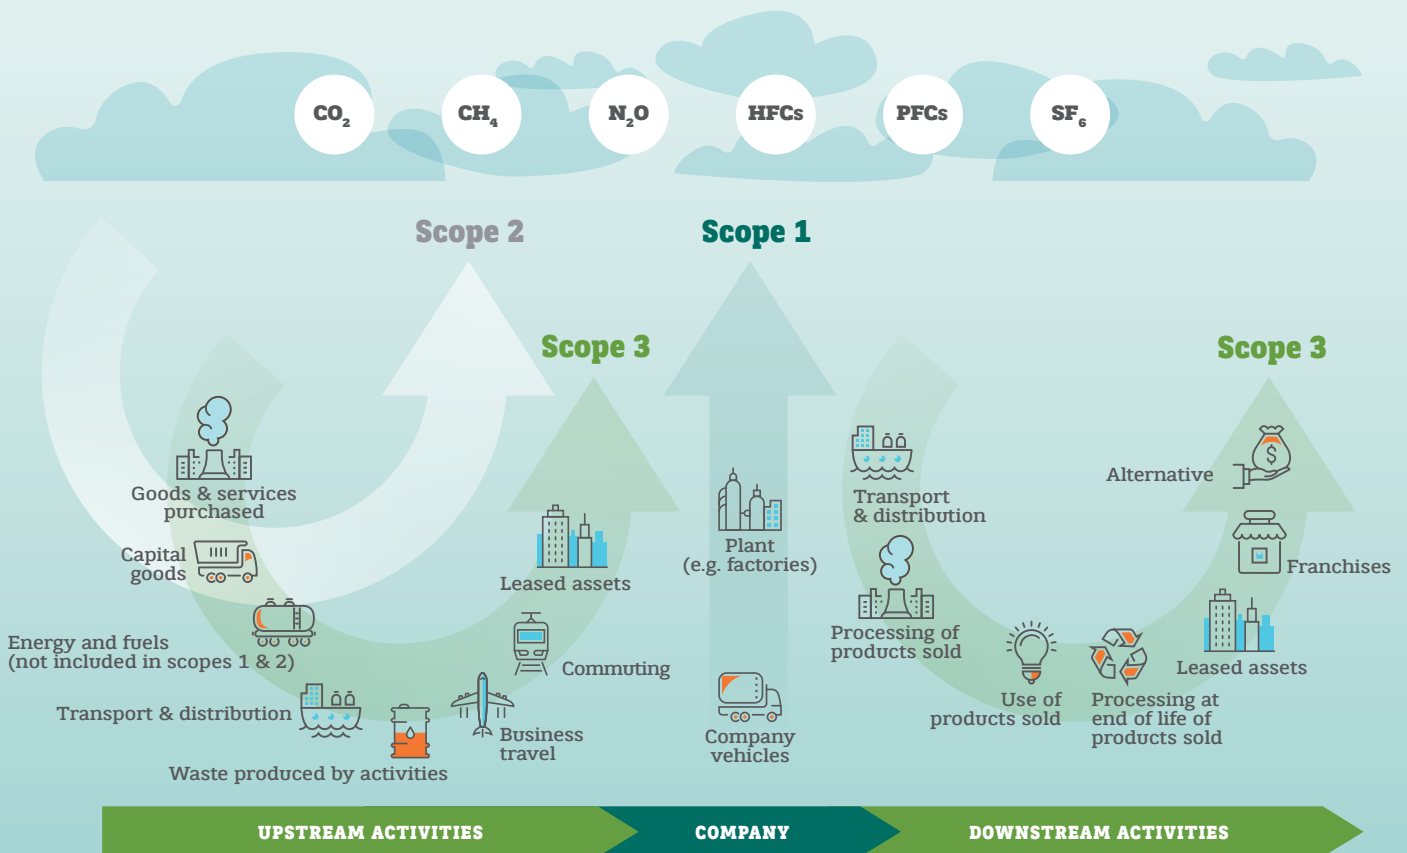 CO₂
CH₄
N₂O
HFCs
PFCs
SF₆
Scope 2
Scope 1
Scope 3
Scope 3
Goods & services
purchased
Capital
goods
Energy and fuels
(not included in scopes 1 & 2)
Transport & distribution
Waste produced by activities
Business
travel
Commuting
Leased assets
Plant
(e.g. factories)
Company
vehicles
Transport
& distribution
Processing of
products sold
Use of
products sold
Processing at
end of life of
products sold
Leased assets
Franchises
Alternative
$
UPSTREAM ACTIVITIES
COMPANY
DOWNSTREAM ACTIVITIES